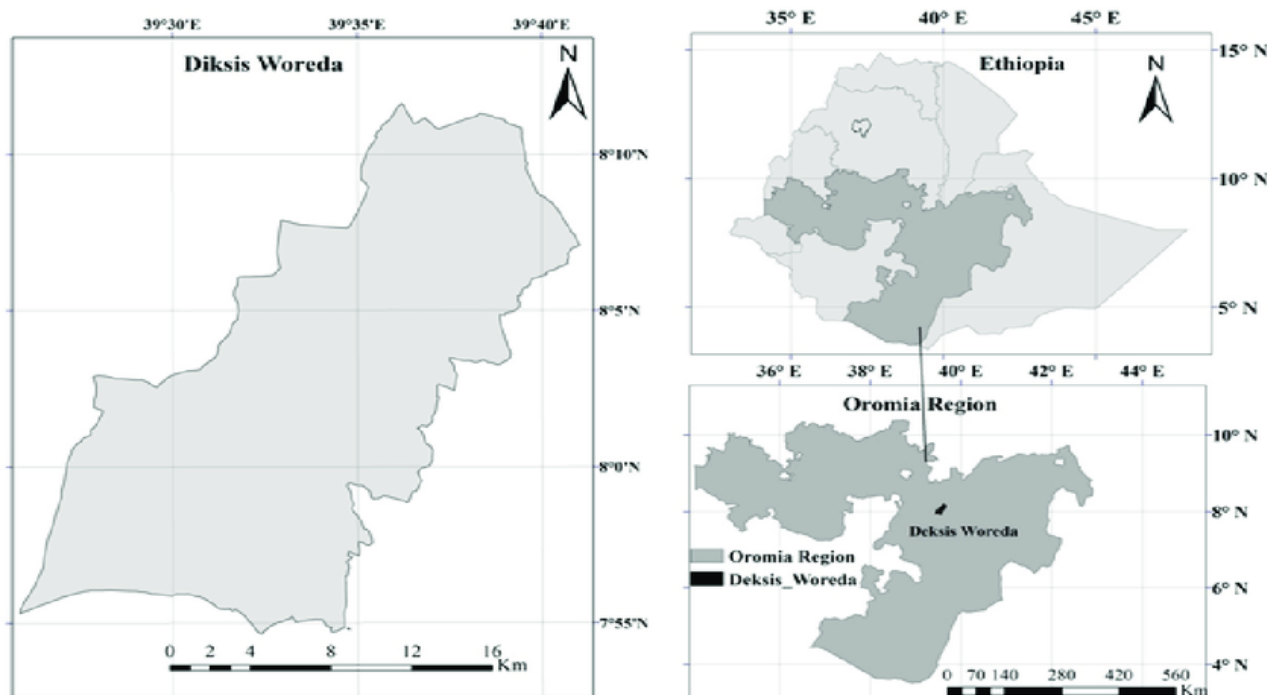 39°30'E 39°35'E 39°40'E
Diksis Woreda
N
8°10'N
8°5'N
8°0'N
7°55'N
0 2 4 8 12 16
Km
35° E 40° E 45° E
Ethiopia
N
15° N
10° N
5° N
36° E 38° E 40° E 42° E 44° E
Oromia Region
10° N
8° N
6° N
4° N
Deksis Woreda
Oromia Region
Deksis_Woreda
0 70 140 280 420 560
Km